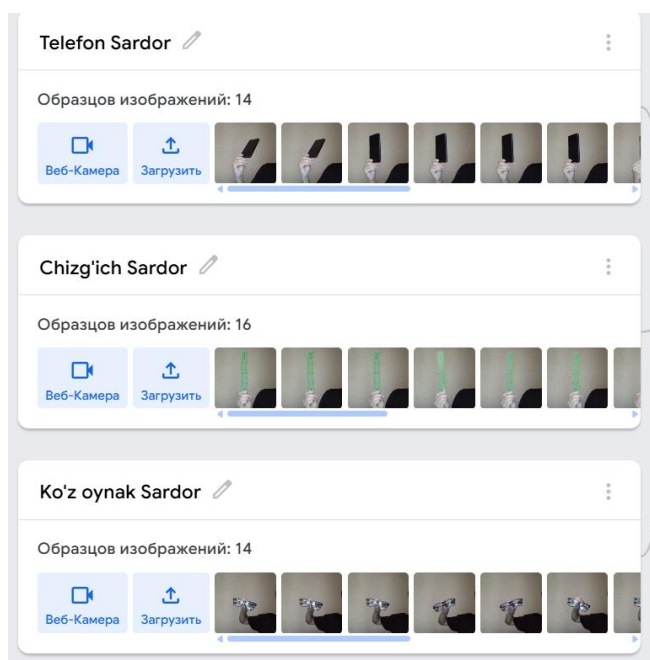 Telefon Sardor
Образцов изображений: 14
Веб-Камера Загрузить
Chizg'ich Sardor
Образцов изображений: 16
Веб-Камера Загрузить
Ko'z oynak Sardor
Образцов изображений: 14
Веб-Камера Загрузить